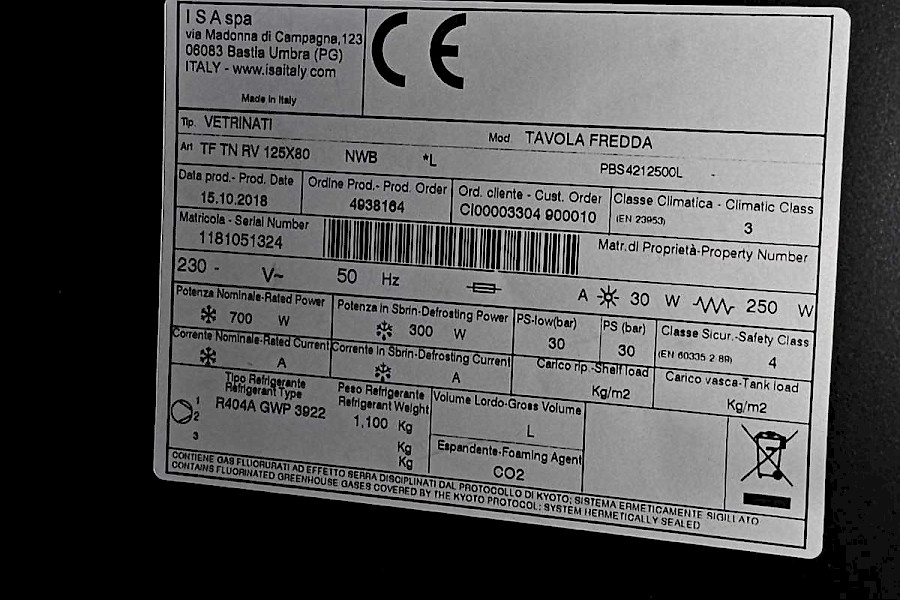 I S A spa
via Madonna di Campagna,123
06083 Bastia Umbra (PG)
ITALY - www.isaitaly.com
Made in Italy
CE
Tip. VETRINATI
Mod. TAVOLA FREDDA
Art TF TN RV 125X80 NWB *L PBS4212500L -
Data prod.- Prod. Date
15.10.2018
Ordine Prod.- Prod. Order
4938164
Ord. cliente - Cust. Order
CI00003304 900010
Classe Climatica - Climatic Class
(EN 23953) 3
Matricola - Serial Number
1181051324
Matr.di Proprietà-Property Number
230 - V~ 50 Hz A 30 W 250 W
Potenza Nominale-Rated Power
700 W
Potenza in Sbrin-Defrosting Power
300 W
PS-low(bar)
30
PS (bar)
30
Classe Sicur.-Safety Class
(EN 60335 2 89) 4
Corrente Nominale-Rated Current
A
Corrente in Sbrin-Defrosting Current
A
Carico rip.-Shelf load
Kg/m2
Carico vasca-Tank load
Kg/m2
Tipo Refrigerante
Refrigerant Type
1 R404A GWP 3922
2
3
Peso Refrigerante
Refrigerant Weight
1,100 Kg
Kg
Kg
Volume Lordo-Gross Volume
L
Espandente-Foaming Agent
CO2
CONTIENE GAS FLUORURATI AD EFFETTO SERRA DISCIPLINATI DAL PROTOCOLLO DI KYOTO; SISTEMA ERMETICAMENTE SIGILLATO
CONTAINS FLUORINATED GREENHOUSE GASES COVERED BY THE KYOTO PROTOCOL; SYSTEM HERMETICALLY SEALED